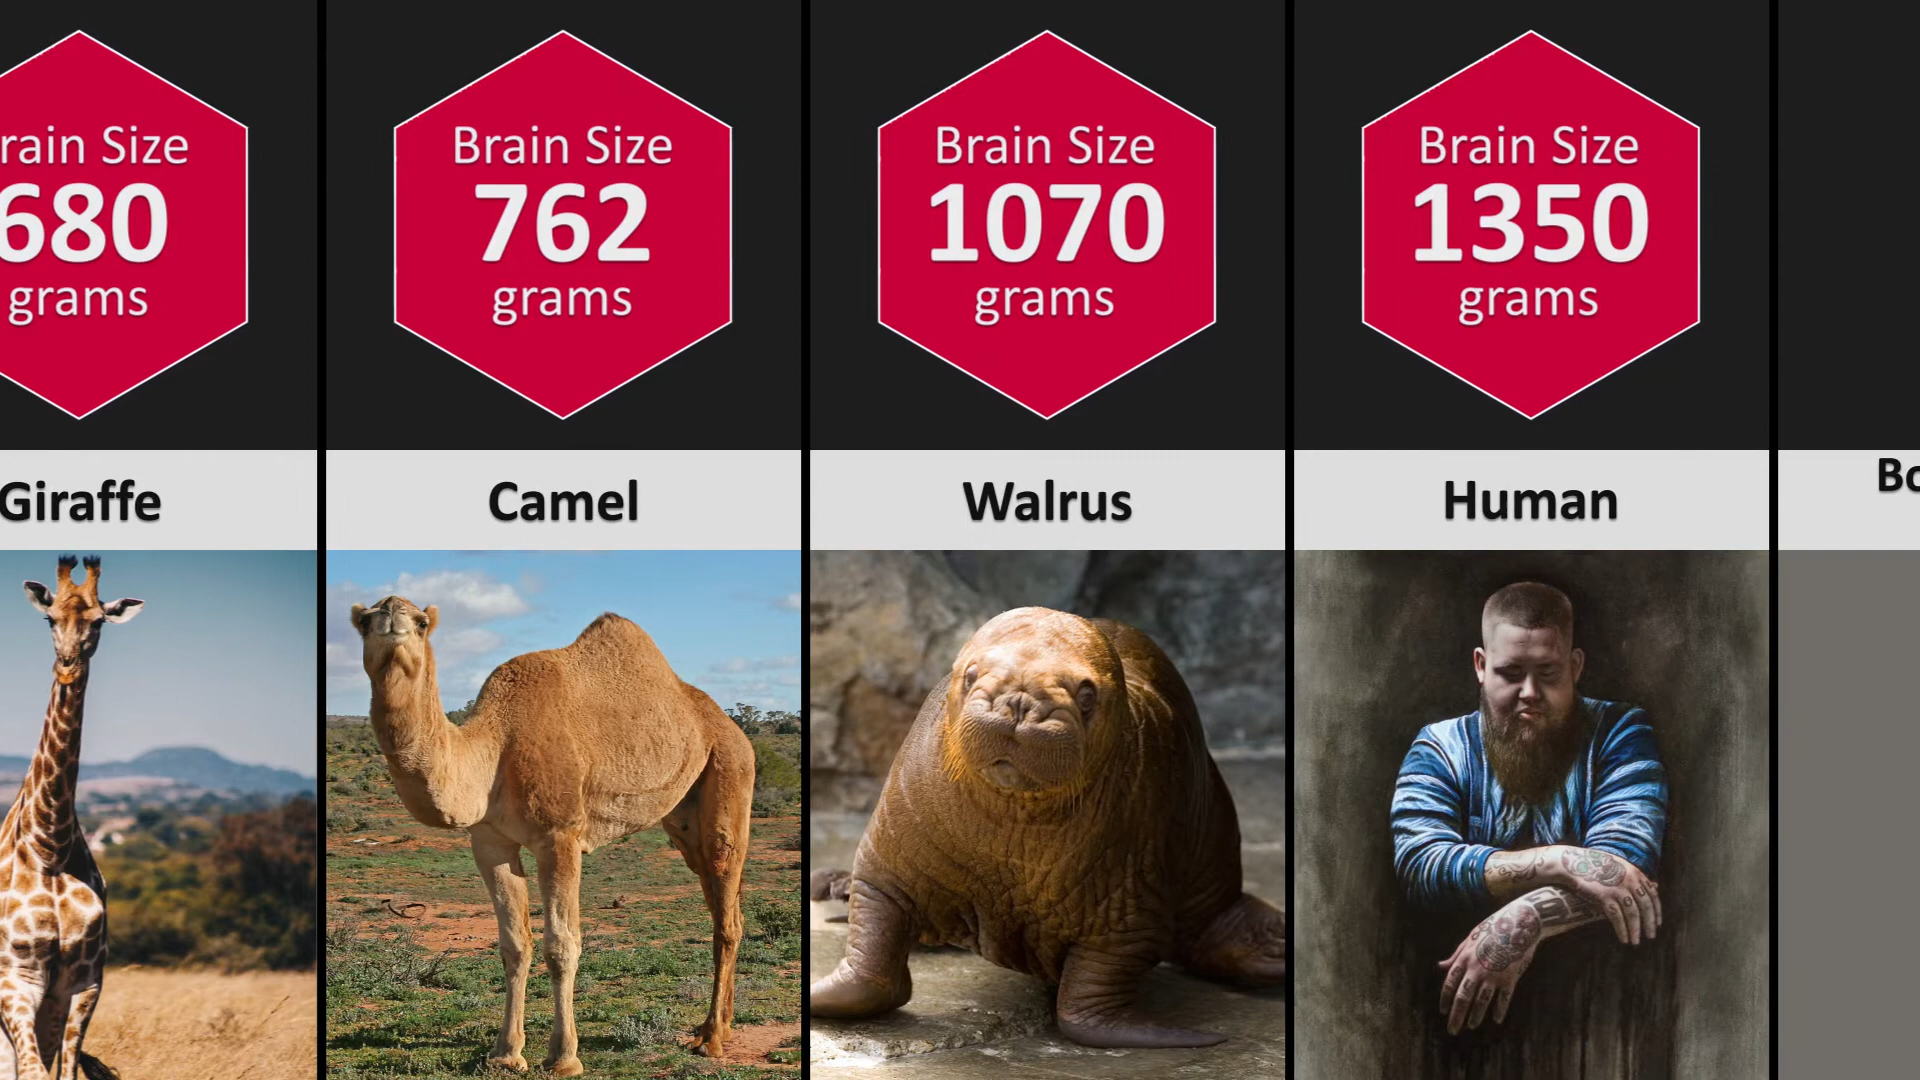 rain Size
680
grams
Giraffe
Brain Size
762
grams
Camel
Brain Size
1070
grams
Walrus
Brain Size
1350
grams
Human
Bo